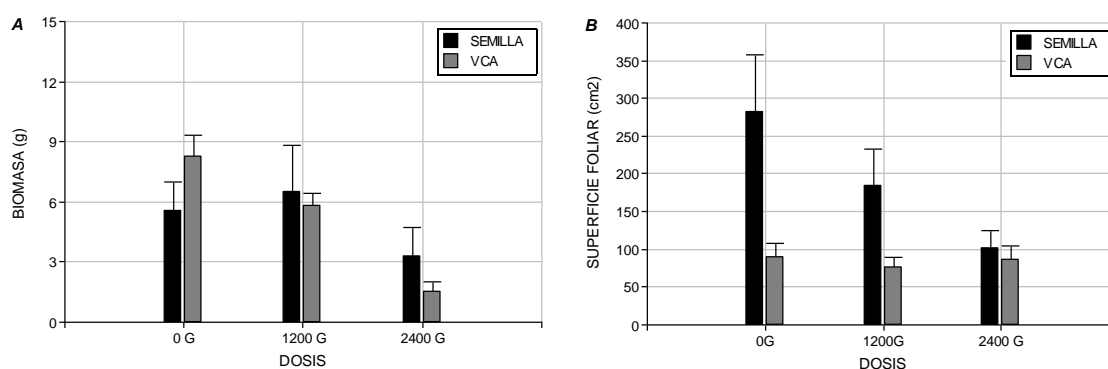 A
SEMILLA
VCA
15
12
9
6
3
0
BIOMASA (g)
0 G
1200 G
2400 G
DOSIS
B
SEMILLA
VCA
400
350
300
250
200
150
100
50
0
SUPERFICIE FOLIAR (cm2)
0G
1200G
2400 G
DOSIS